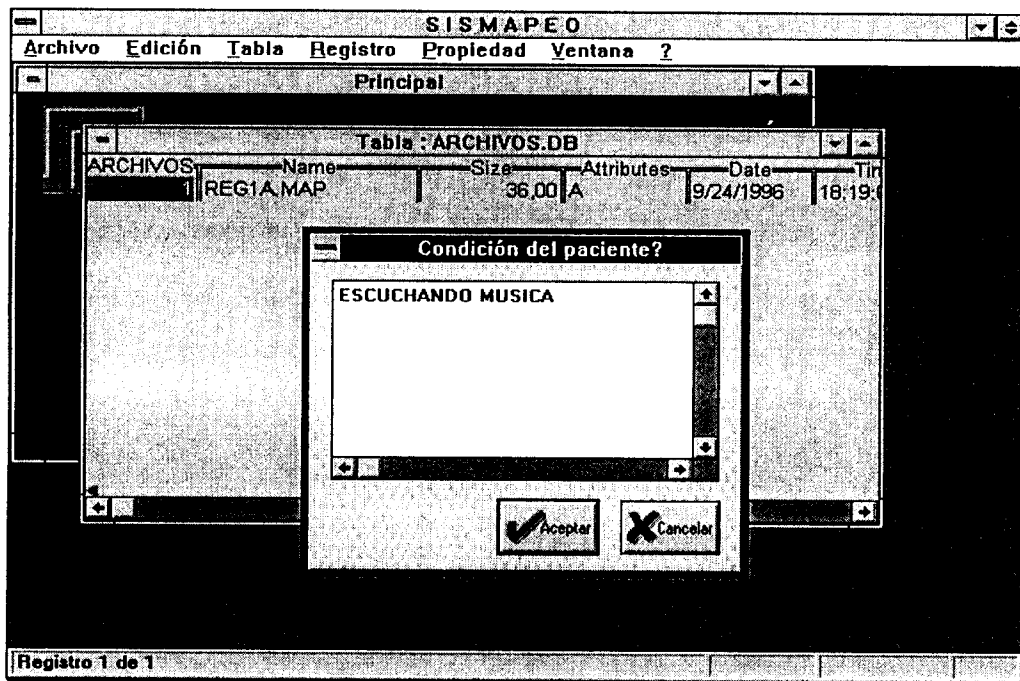 SISMAPEO
Archivo Edición Tabla Registro Propiedad Ventana ?
Principal
Tabla : ARCHIVOS.DB
ARCHIVOS Name Size Attributes Date Tim
1 REG1A.MAP 36,00 A 9/24/1996 18:19:
Condición del paciente?
ESCUCHANDO MUSICA
Aceptar Cancelar
Registro 1 de 1